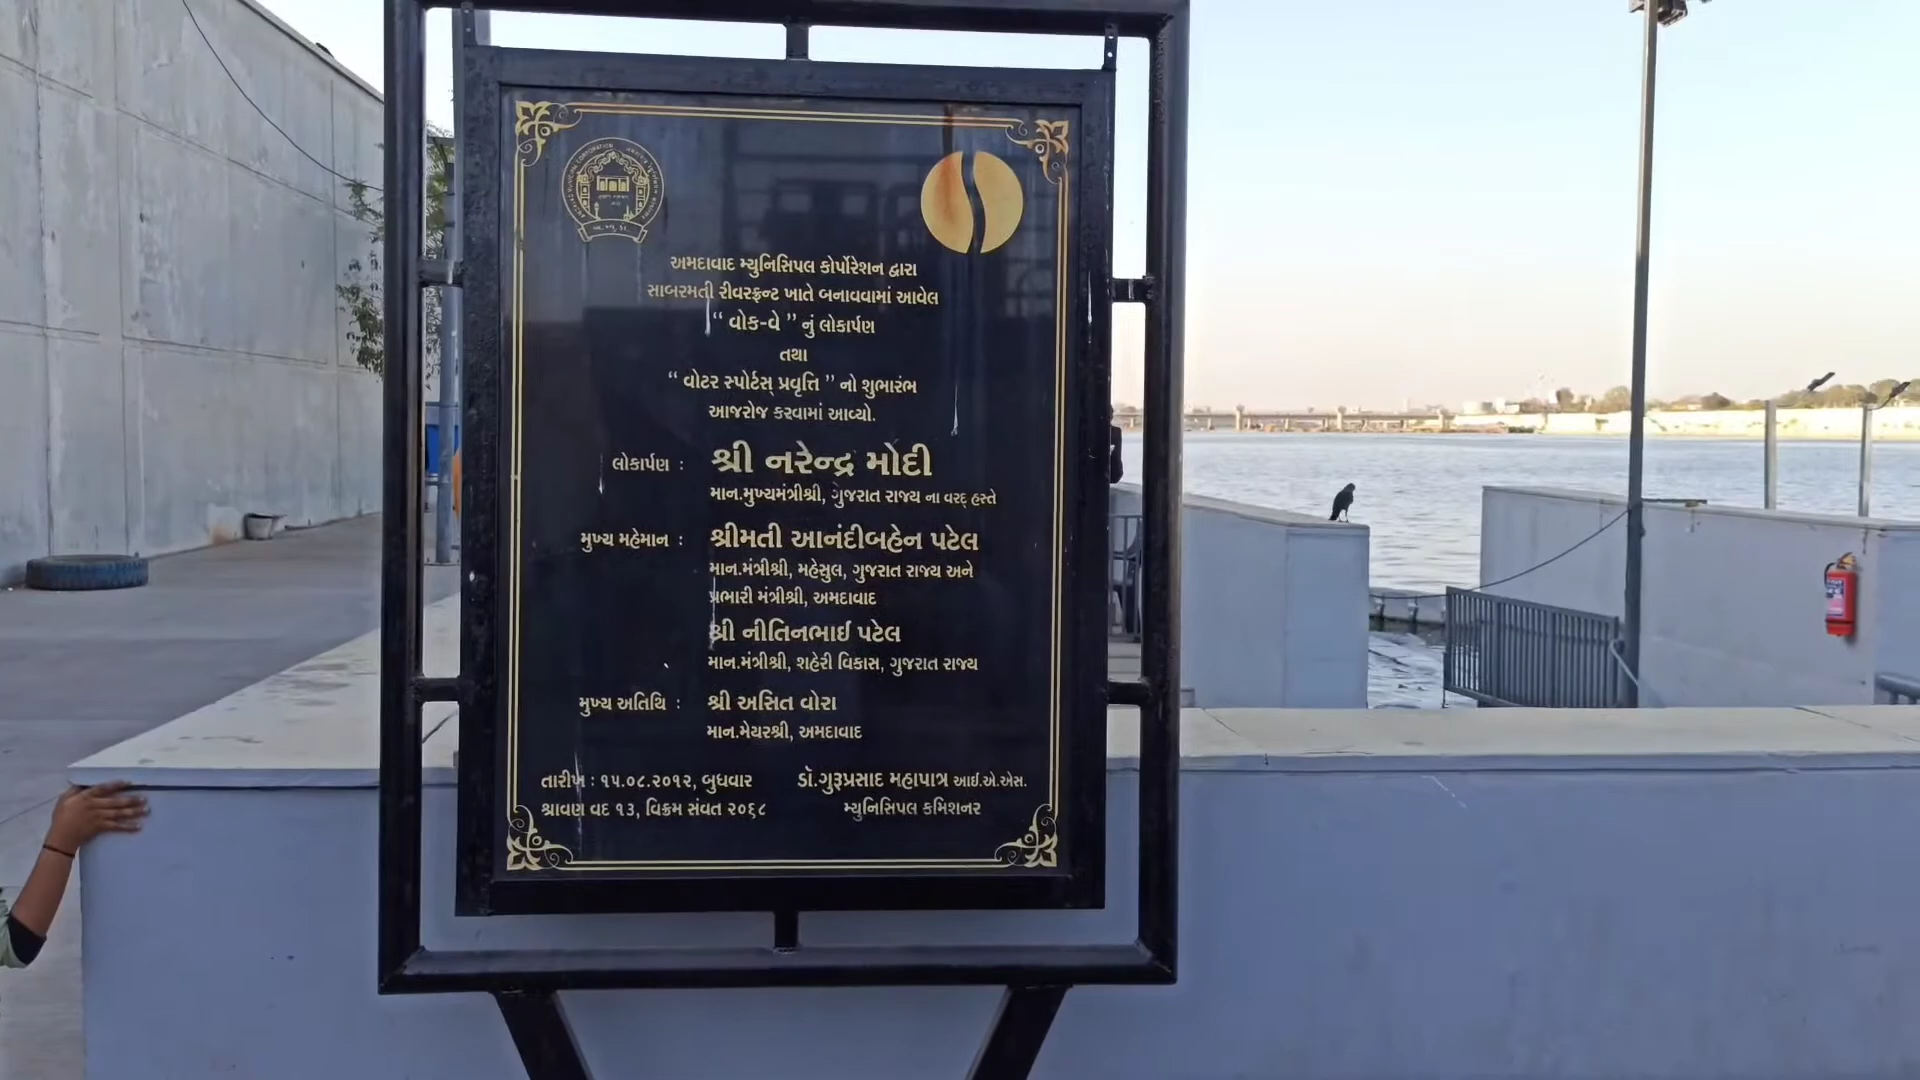 અમદાવાદ મ્યુનિસિપલ કોર્પોરેશન દ્વારા
સાબરમતી રીવરફ્રન્ટ ખાતે બનાવવામાં આવેલ
“ વોક-વે ” નું લોકાર્પણ
તથા
“ વોટર સ્પોર્ટસ્ પ્રવૃત્તિ ” નો શુભારંભ
આજરોજ કરવામાં આવ્યો.
લોકાર્પણ : શ્રી નરેન્દ્ર મોદી
માન.મુખ્યમંત્રીશ્રી, ગુજરાત રાજ્ય ના વરદ્ હસ્તે
મુખ્ય મહેમાન : શ્રીમતી આનંદીબહેન પટેલ
માન.મંત્રીશ્રી, મહેસુલ, ગુજરાત રાજ્ય અને
પ્રભારી મંત્રીશ્રી, અમદાવાદ
શ્રી નીતિનભાઈ પટેલ
માન.મંત્રીશ્રી, શહેરી વિકાસ, ગુજરાત રાજ્ય
મુખ્ય અતિથિ : શ્રી અસિત વોરા
માન.મેયરશ્રી, અમદાવાદ
તારીખ : ૧૫.૦૮.૨૦૧૨, બુધવાર
શ્રાવણ વદ ૧૩, વિક્રમ સંવત ૨૦૬૮
ડૉ.ગુરૂપ્રસાદ મહાપાત્ર આઈ.એ.એસ.
મ્યુનિસિપલ કમિશનર